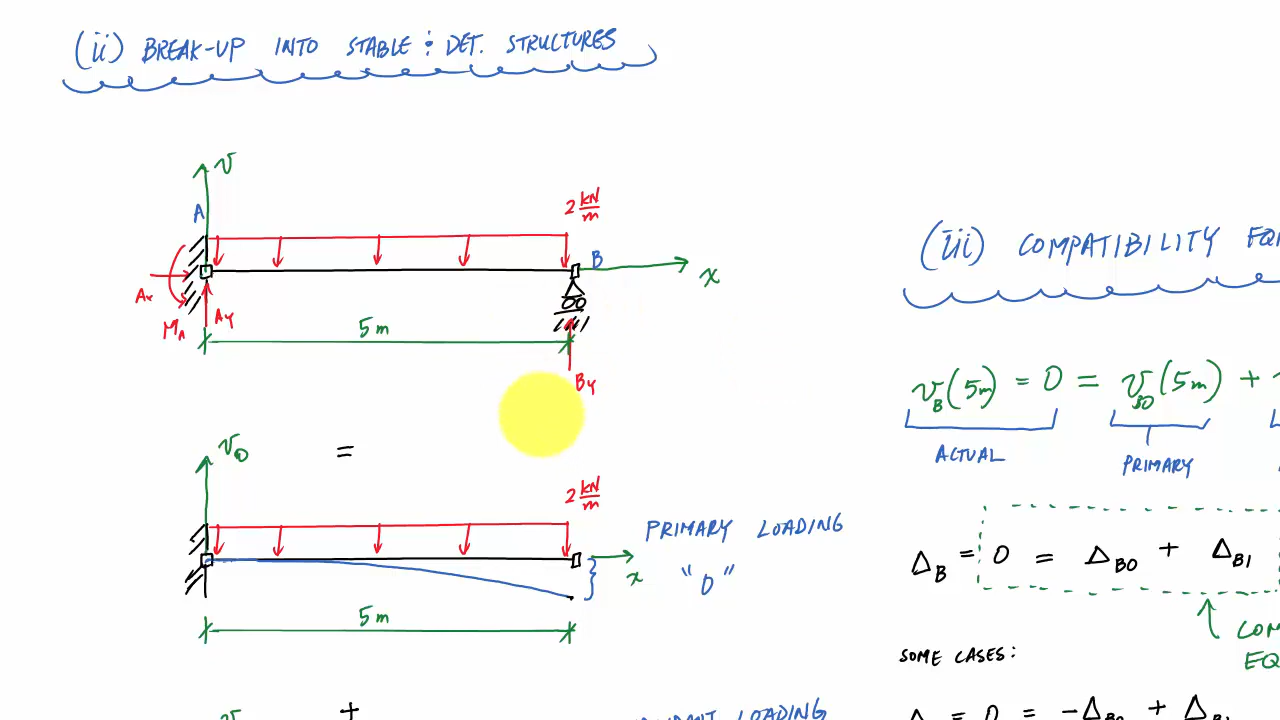 (ii) BREAK-UP INTO STABLE & DET. STRUCTURES
v
A
2 kN/m
B
x
Ax
MA
Ay
5m
By
v0
=
2 kN/m
PRIMARY LOADING
"0"
x
5m
+
(iii) COMPATIBILITY
vB(5m) = 0 = vB0(5m) +
ACTUAL
PRIMARY
ΔB = 0 = ΔB0 + ΔB1
SOME CASES:
= 0 = -ΔB0 + ΔB1
LOADING